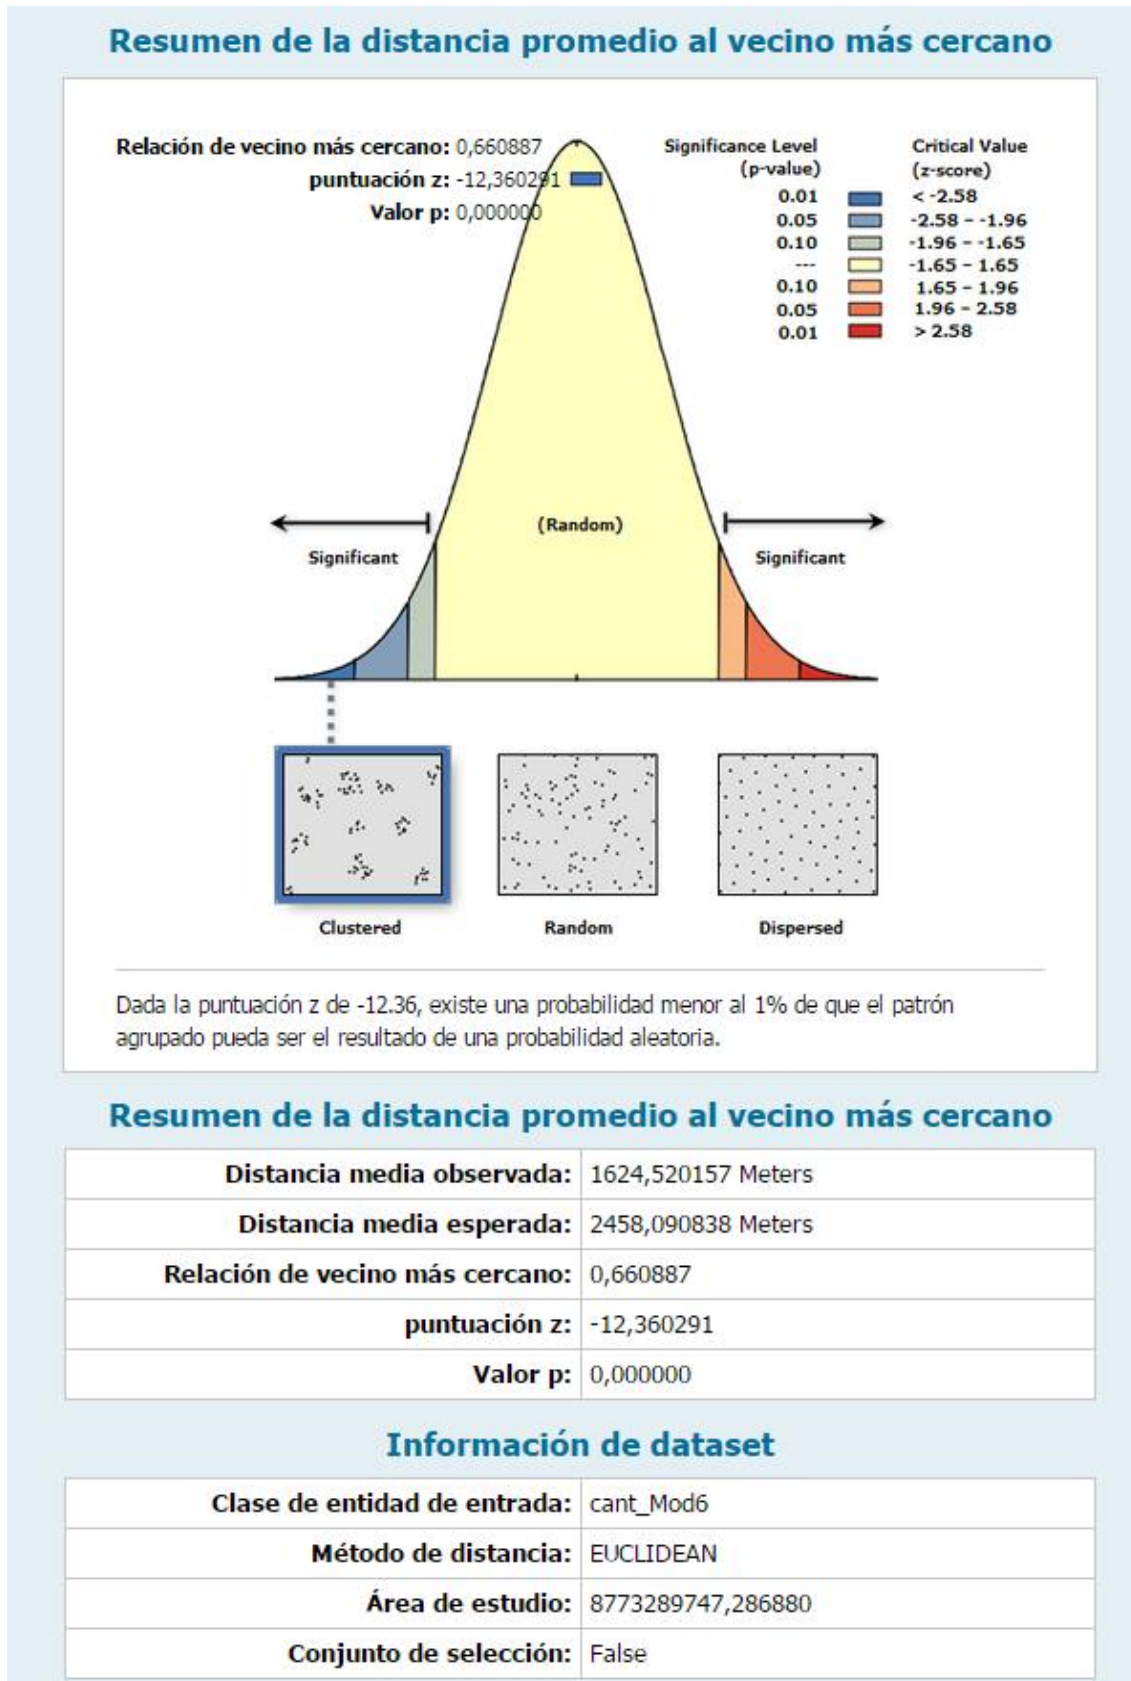 Resumen de la distancia promedio al vecino más cercano
Relación de vecino más cercano: 0,660887
puntuación z: -12,360291
Valor p: 0,000000
Significance Level
(p-value)
Critical Value
(z-score)
0.01 < -2.58
0.05 -2.58 – -1.96
0.10 -1.96 – -1.65
--- -1.65 – 1.65
0.10 1.65 – 1.96
0.05 1.96 – 2.58
0.01 > 2.58
(Random)
Significant Significant
Clustered Random Dispersed
Dada la puntuación z de -12.36, existe una probabilidad menor al 1% de que el patrón
agrupado pueda ser el resultado de una probabilidad aleatoria.
Resumen de la distancia promedio al vecino más cercano
Distancia media observada: 1624,520157 Meters
Distancia media esperada: 2458,090838 Meters
Relación de vecino más cercano: 0,660887
puntuación z: -12,360291
Valor p: 0,000000
Información de dataset
Clase de entidad de entrada: cant_Mod6
Método de distancia: EUCLIDEAN
Área de estudio: 8773289747,286880
Conjunto de selección: False